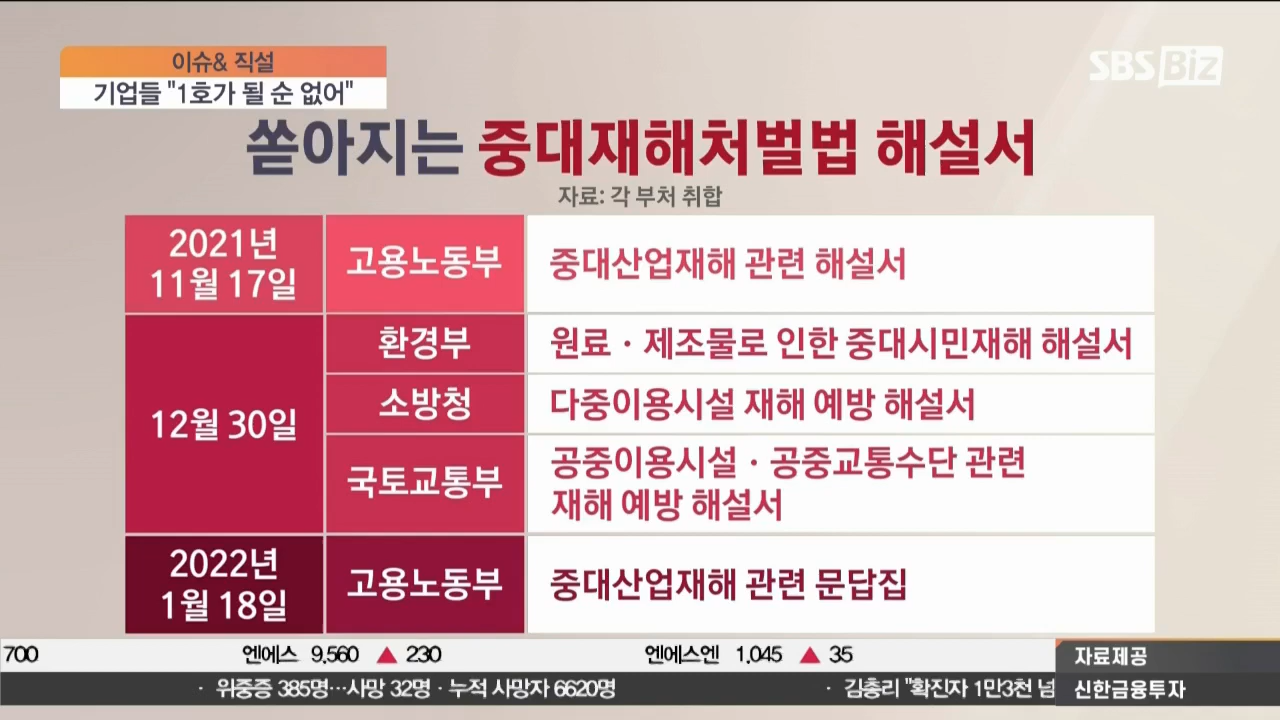 이슈& 직설
SBS Biz
기업들 "1호가 될 순 없어"
쏟아지는 중대재해처벌법 해설서
자료: 각 부처 취합
2021년
11월 17일
고용노동부
중대산업재해 관련 해설서
12월 30일
환경부
원료 · 제조물로 인한 중대시민재해 해설서
소방청
다중이용시설 재해 예방 해설서
국토교통부
공중이용시설 · 공중교통수단 관련
재해 예방 해설서
2022년
1월 18일
고용노동부
중대산업재해 관련 문답집
700 엔에스 9,560 ▲ 230 엔에스엔 1,045 ▲ 35
자료제공
· 위중증 385명…사망 32명 · 누적 사망자 6620명 · 김총리 "확진자 1만3천 넘
신한금융투자